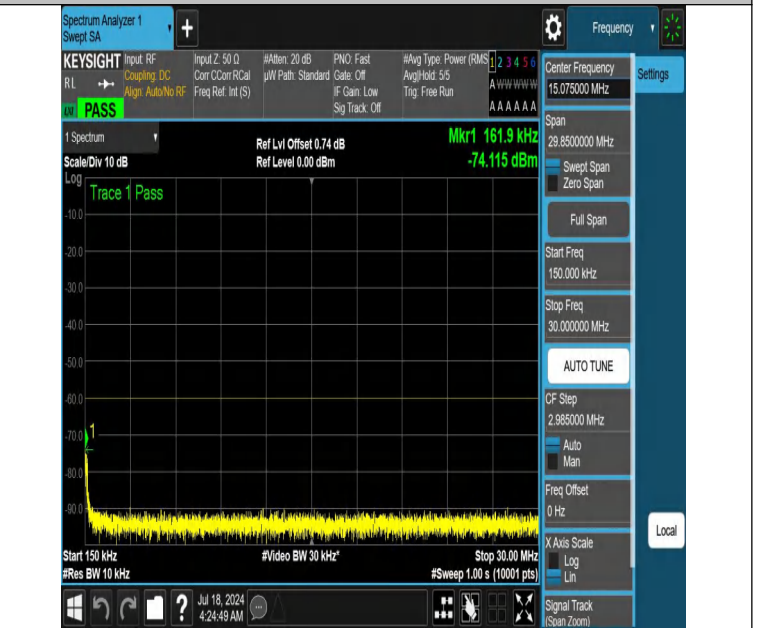 Spectrum Analyzer 1
Swept SA
+
Frequency
KEYSIGHT
RL
PASS
Input: RF
Coupling: DC
Align: Auto/No RF
Input Z: 50 Ω
Corr CCorr RCal
Freq Ref: Int (S)
#Atten: 20 dB
µW Path: Standard
PNO: Fast
Gate: Off
IF Gain: Low
Sig Track: Off
#Avg Type: Power (RMS
Avg|Hold: 5/5
Trig: Free Run
1 2 3 4 5 6
A W W W W W
A A A A A A
1 Spectrum
Scale/Div 10 dB
Ref Lvl Offset 0.74 dB
Ref Level 0.00 dBm
Mkr1 161.9 kHz
-74.115 dBm
Log
Trace 1 Pass
-10.0
-20.0
-30.0
-40.0
-50.0
-60.0
-70.0
1
-80.0
-90.0
Start 150 kHz
#Video BW 30 kHz*
Stop 30.00 MHz
#Res BW 10 kHz
#Sweep 1.00 s (10001 pts)
Center Frequency
15.075000 MHz
Settings
Span
29.8500000 MHz
Swept Span
Zero Span
Full Span
Start Freq
150.000 kHz
Stop Freq
30.000000 MHz
AUTO TUNE
CF Step
2.985000 MHz
Auto
Man
Freq Offset
0 Hz
X Axis Scale
Log
Lin
Signal Track
(Span Zoom)
Local
?
Jul 18, 2024
4:24:49 AM